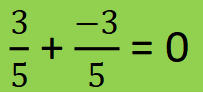 3/5 + -3/5 = 0